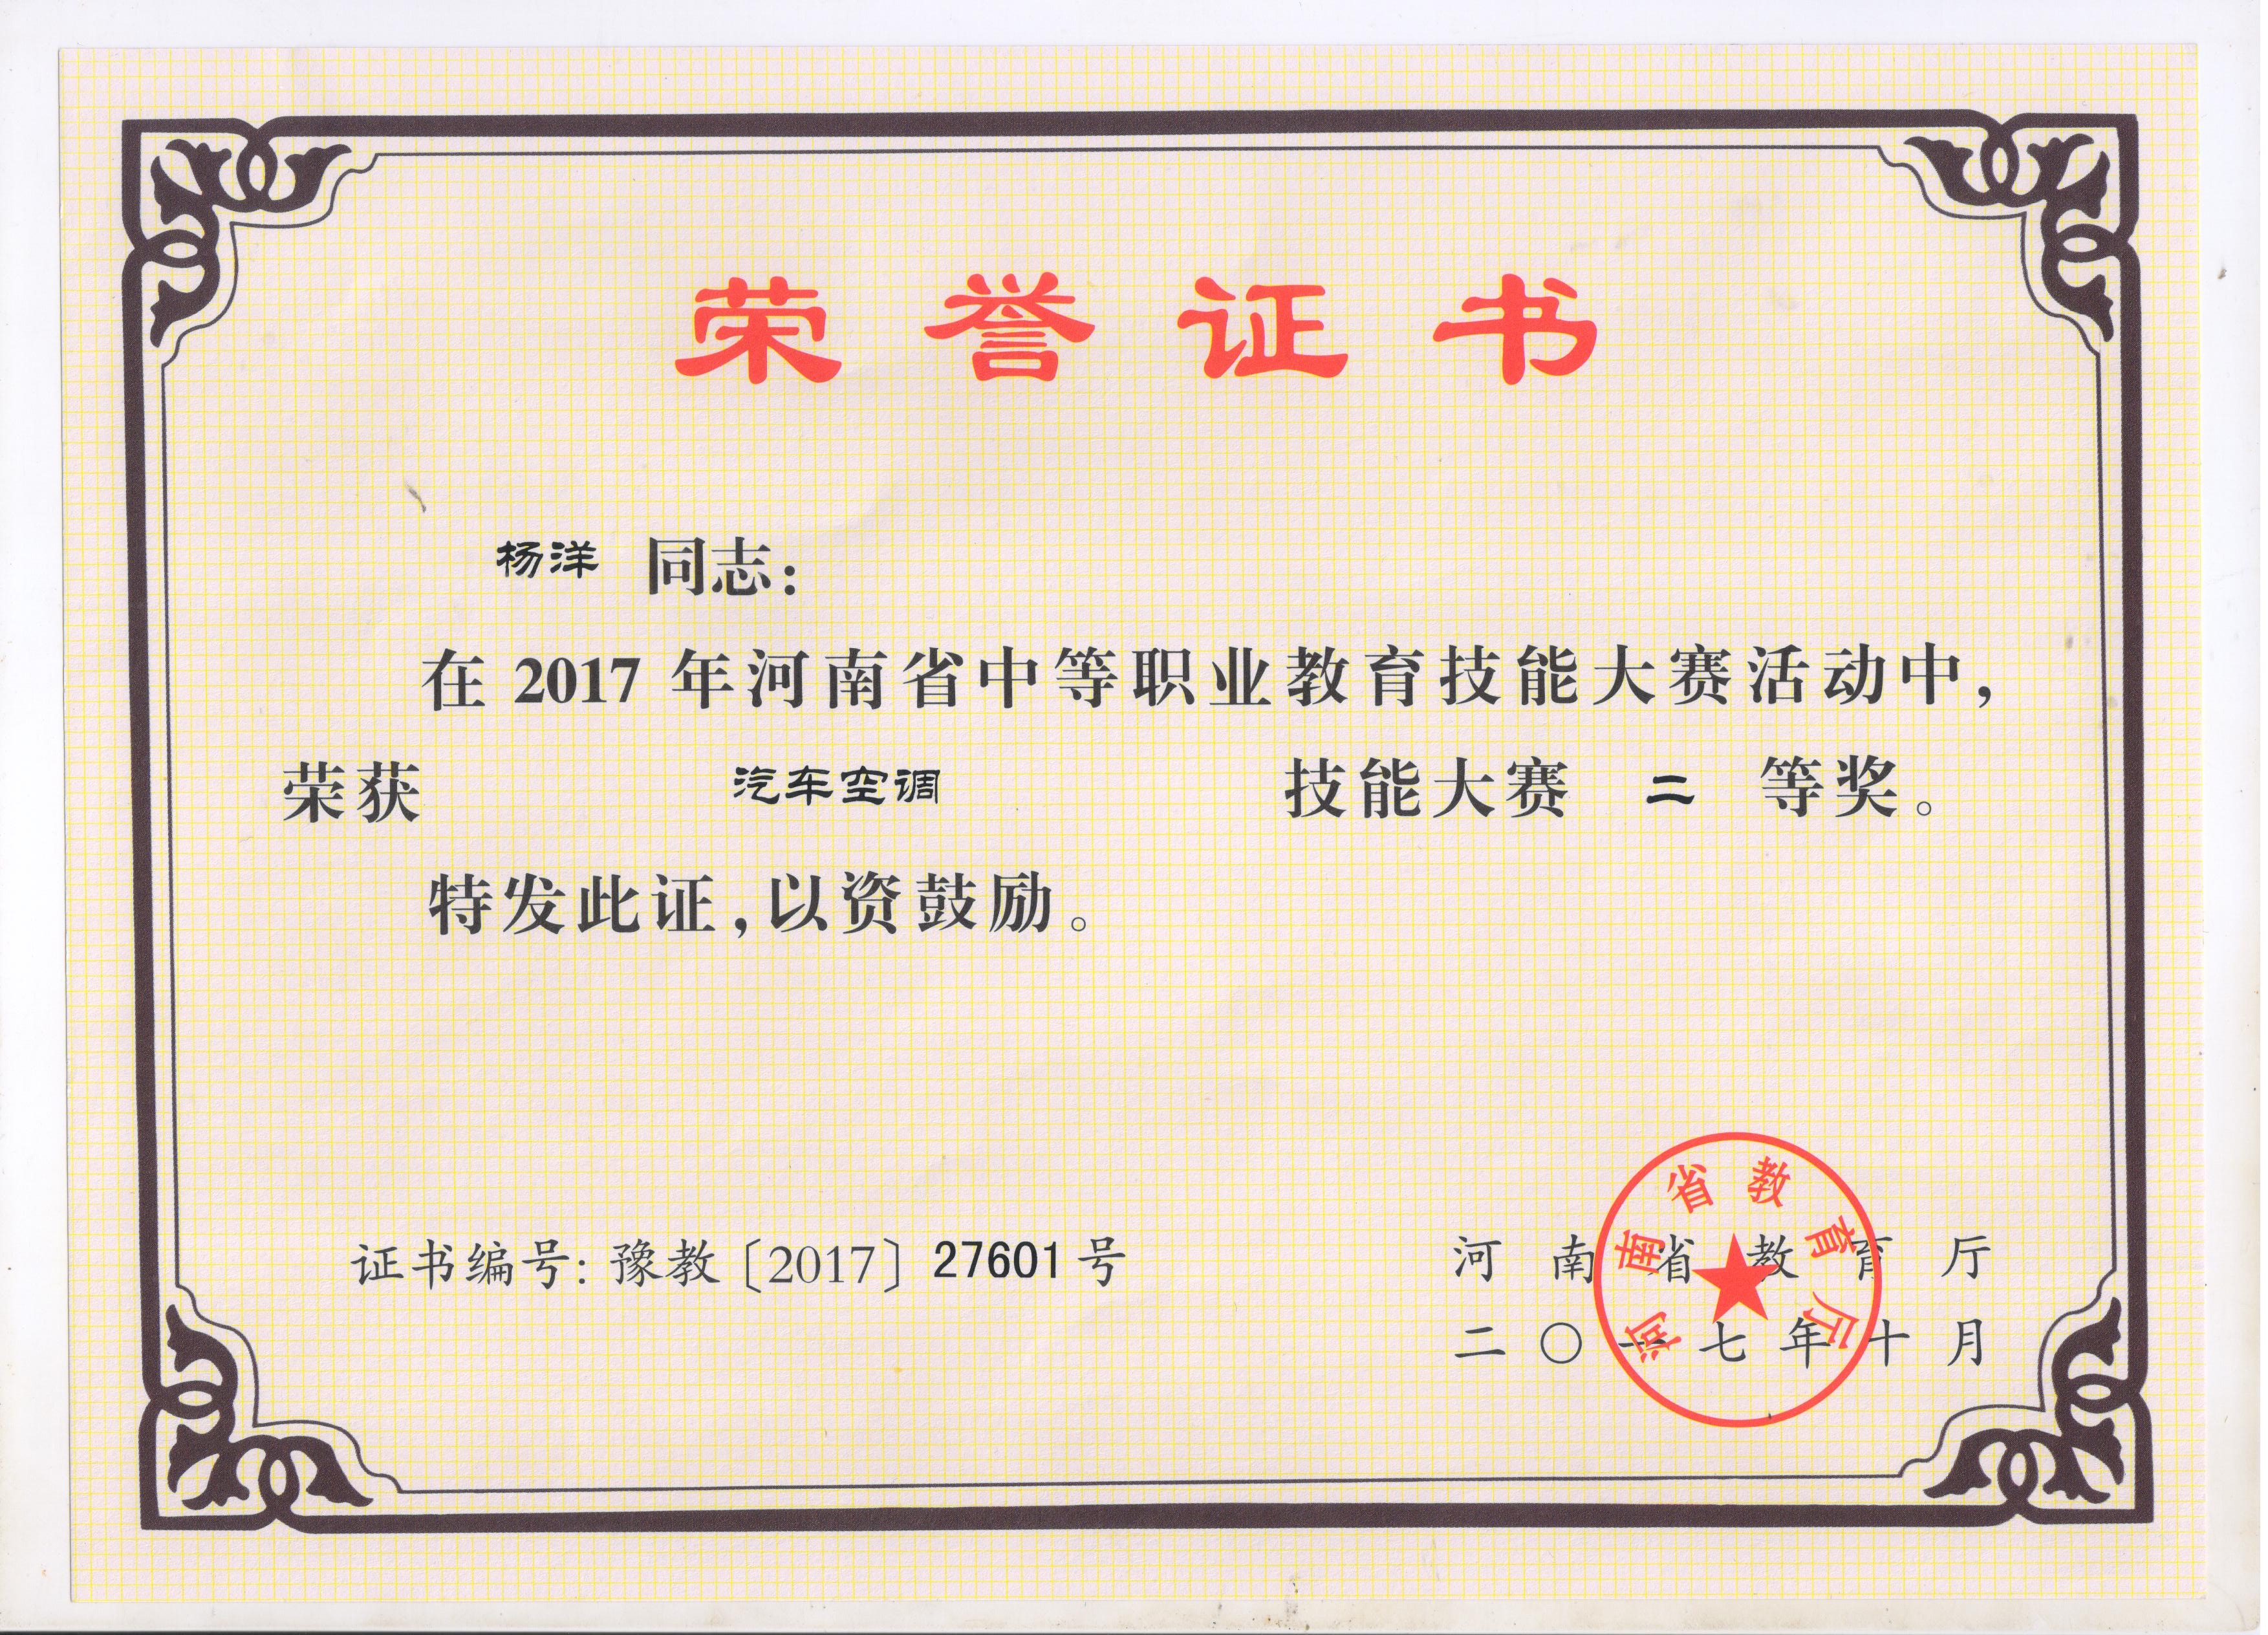 荣誉证书
杨洋 同志：
在 2017 年河南省中等职业教育技能大赛活动中，
荣获 汽车空调 技能大赛 二 等奖。
特发此证，以资鼓励。
证书编号：豫教〔2017〕27601号
河南省教育厅
二〇一七年十月
河南省教育厅